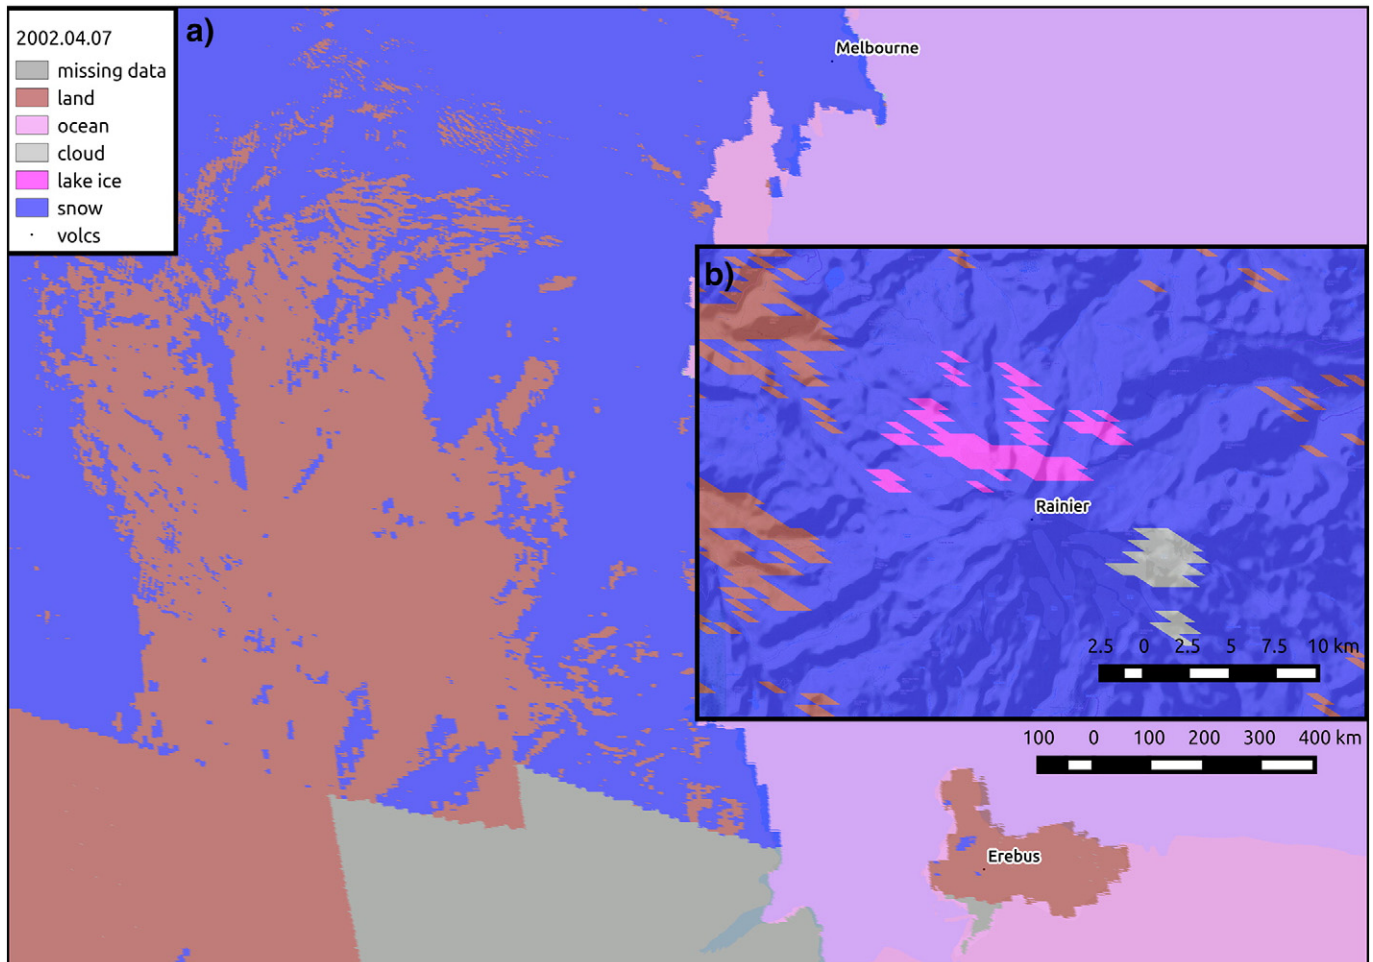 a)
2002.04.07
missing data
land
ocean
cloud
lake ice
snow
volcs
Melbourne
b)
Rainier
2.5 0 2.5 5 7.5 10 km
100 0 100 200 300 400 km
Erebus